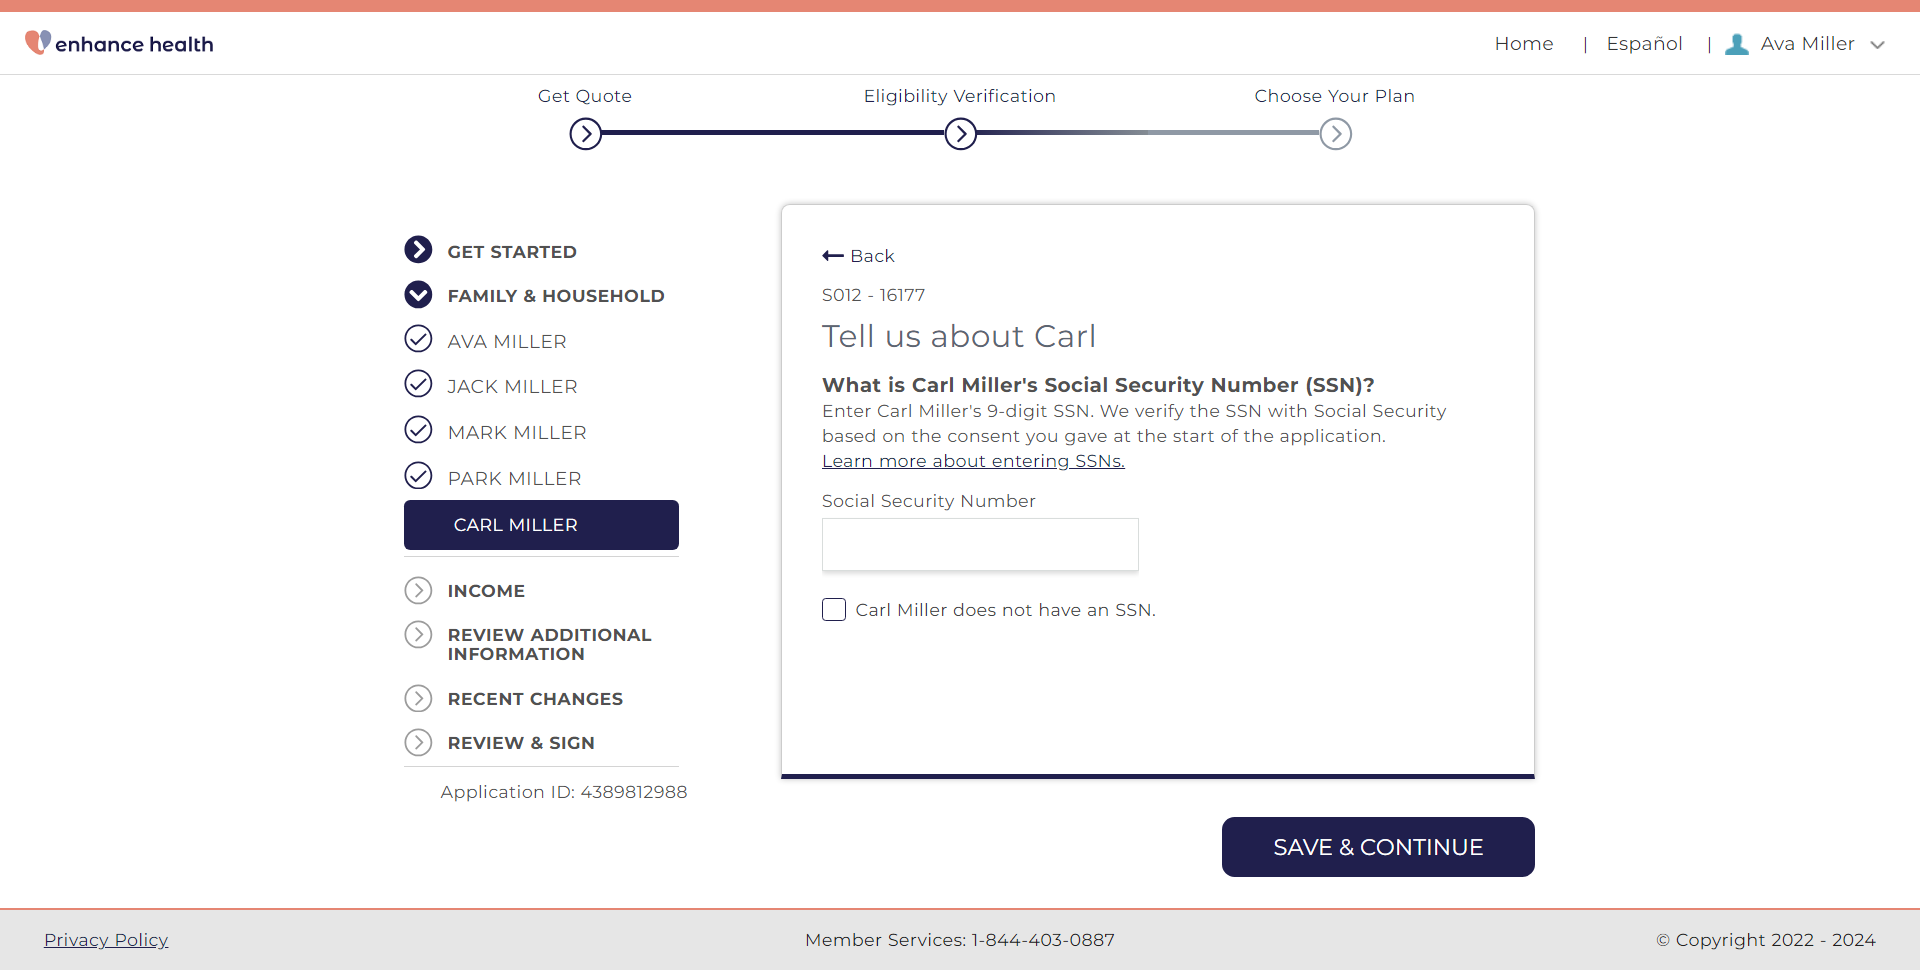 enhance health
Home | Español | Ava Miller
Get Quote
Eligibility Verification
Choose Your Plan
GET STARTED
FAMILY & HOUSEHOLD
AVA MILLER
JACK MILLER
MARK MILLER
PARK MILLER
CARL MILLER
INCOME
REVIEW ADDITIONAL
INFORMATION
RECENT CHANGES
REVIEW & SIGN
Application ID: 4389812988
Back
S012 - 16177
Tell us about Carl
What is Carl Miller's Social Security Number (SSN)?
Enter Carl Miller's 9-digit SSN. We verify the SSN with Social Security
based on the consent you gave at the start of the application.
Learn more about entering SSNs.
Social Security Number
Carl Miller does not have an SSN.
SAVE & CONTINUE
Privacy Policy
Member Services: 1-844-403-0887
© Copyright 2022 - 2024